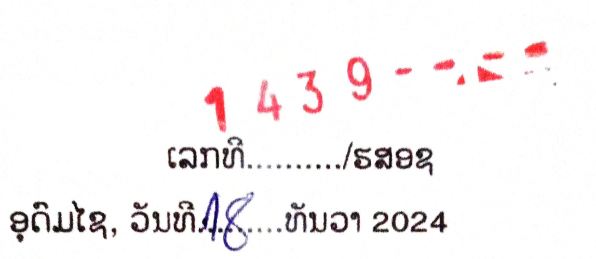 1439
ເລກທີ........../ຮສອຊ
ອຸດົມໄຊ, ວັນທີ.18.......ທັນວາ 2024